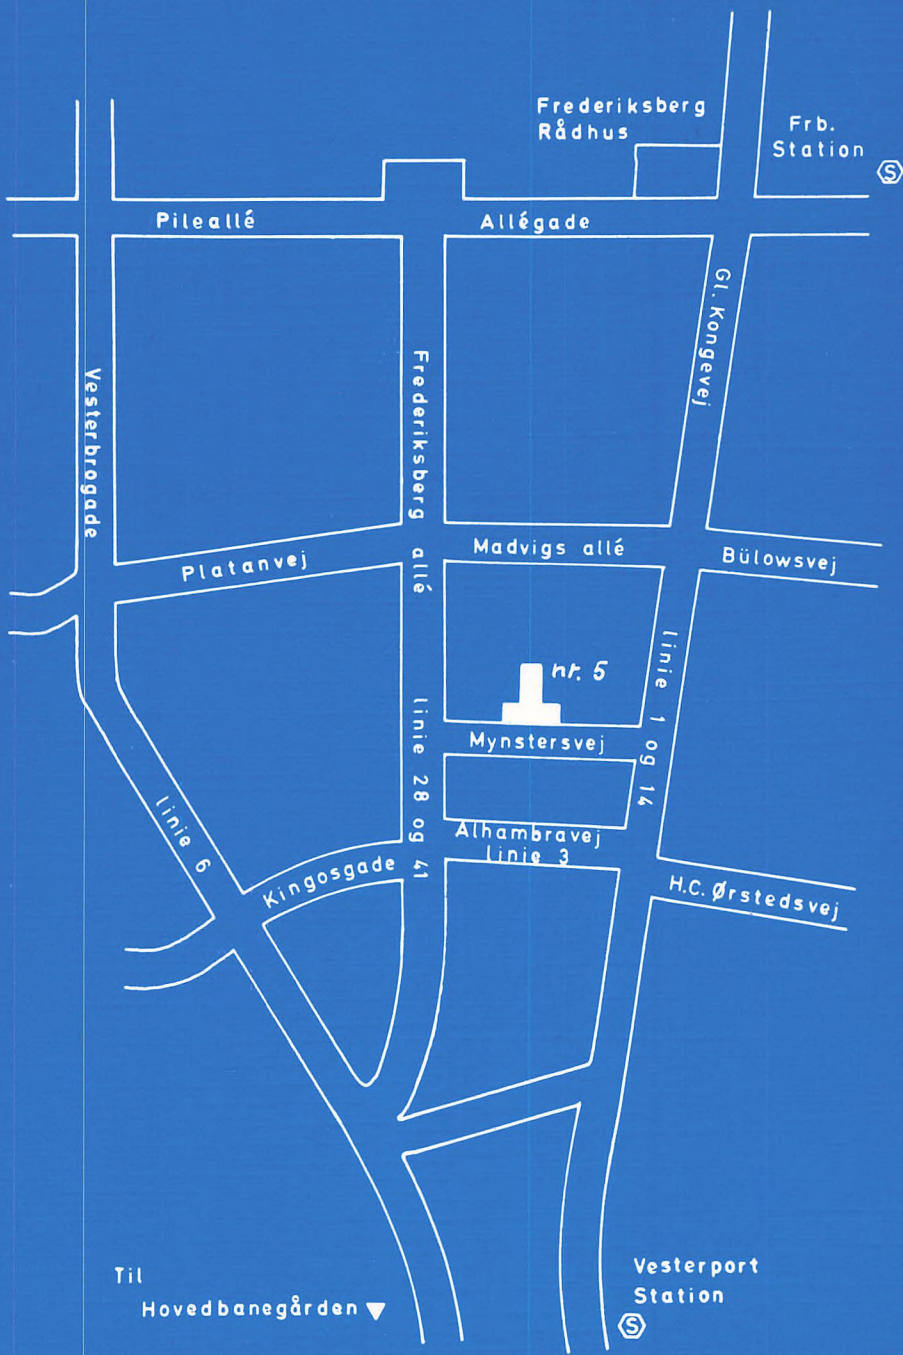 Frederiksberg
Rådhus
Frb.
Station
S
Pileallé
Allégade
Gl. Kongevej
Vesterbrogade
Frederiksberg allé
Madvigs allé
Bülowsvej
Platanvej
linie 1 og 14
nr. 5
linie 28 og 41
Mynstersvej
linie 6
Alhambravej
linie 3
Kingosgade
H.C. Ørstedsvej
Til
Hovedbanegården
Vesterport
Station
S